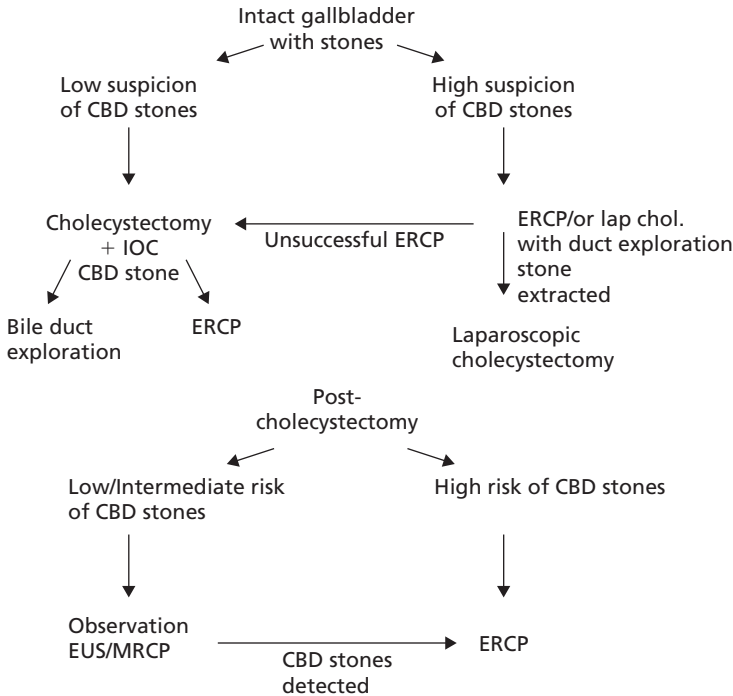 Intact gallbladder
with stones
Low suspicion
of CBD stones
High suspicion
of CBD stones
Cholecystectomy
+ IOC
CBD stone
Unsuccessful ERCP
ERCP/or lap chol.
with duct exploration
stone
extracted
Bile duct
exploration
ERCP
Laparoscopic
cholecystectomy
Post-
cholecystectomy
Low/Intermediate risk
of CBD stones
High risk of CBD stones
Observation
EUS/MRCP
CBD stones
detected
ERCP